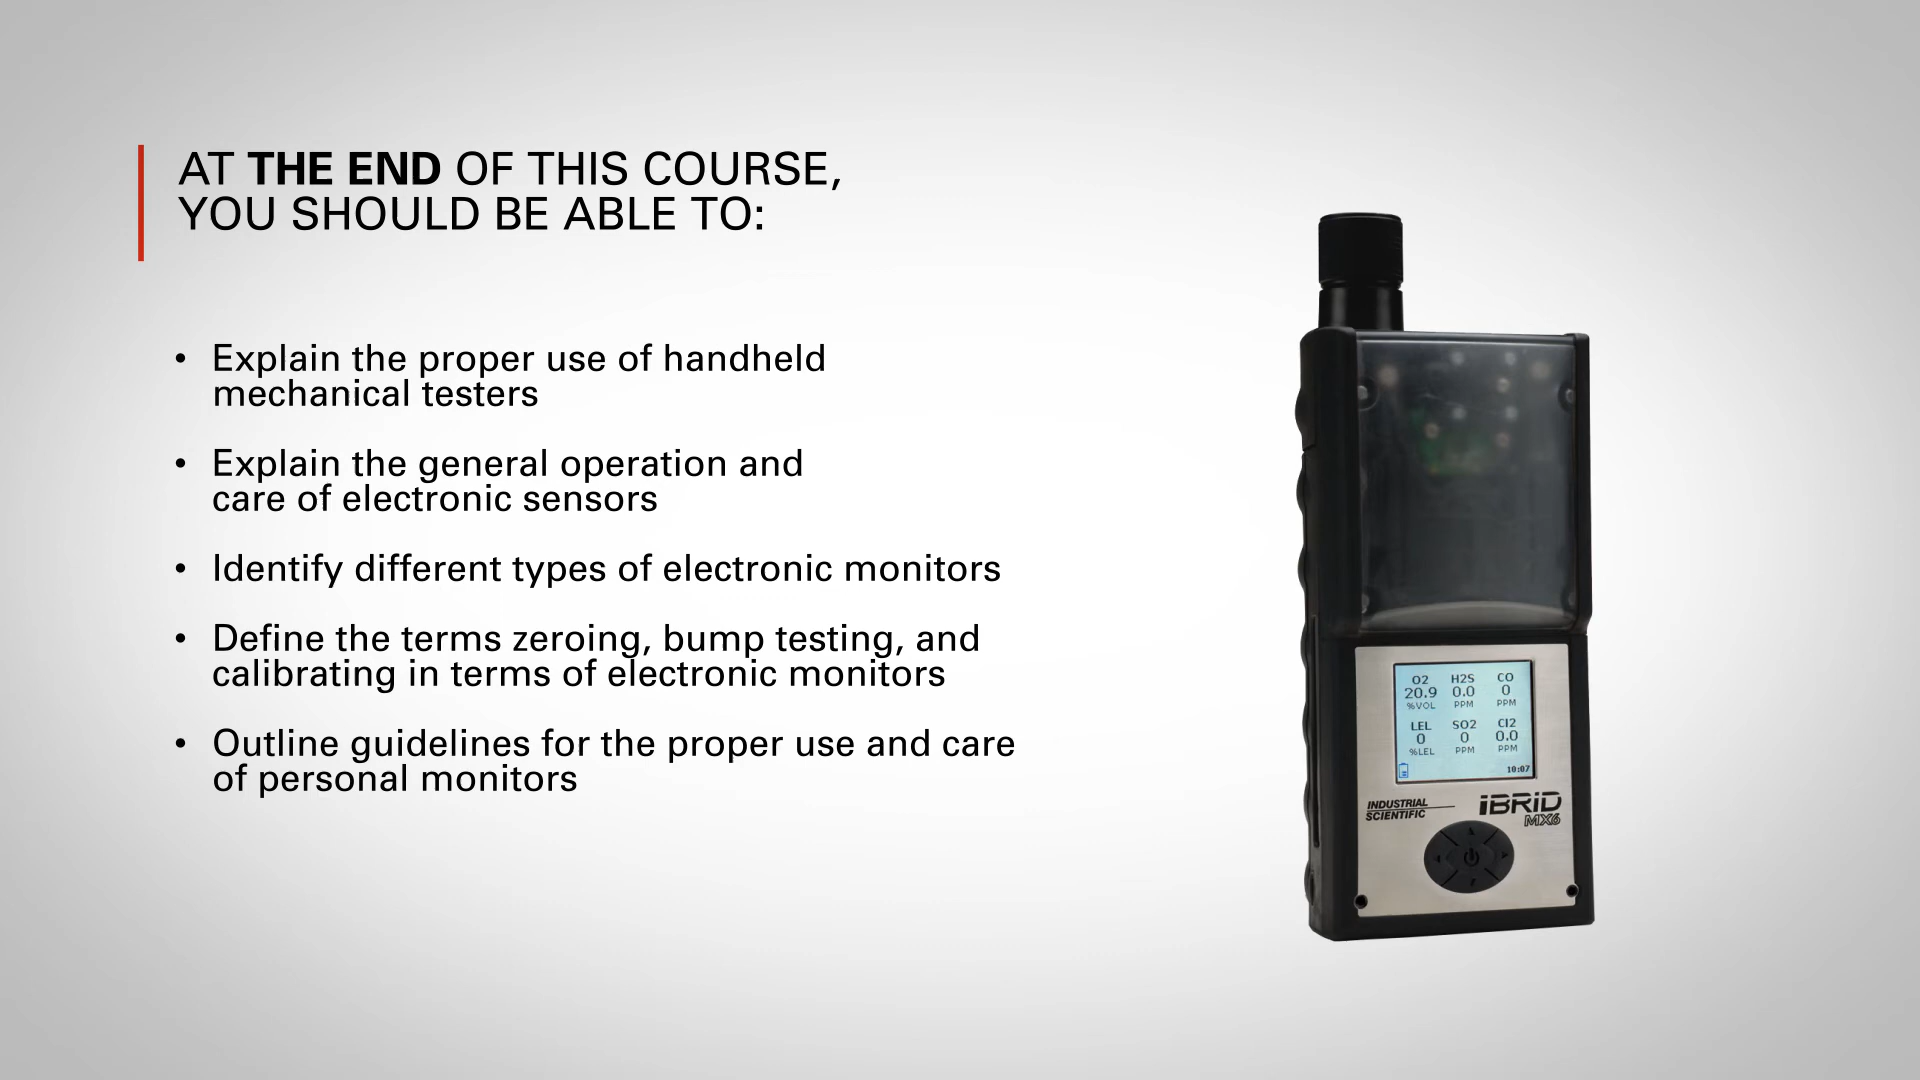 AT THE END OF THIS COURSE,
YOU SHOULD BE ABLE TO:
• Explain the proper use of handheld
mechanical testers
• Explain the general operation and
care of electronic sensors
• Identify different types of electronic monitors
• Define the terms zeroing, bump testing, and
calibrating in terms of electronic monitors
• Outline guidelines for the proper use and care
of personal monitors
O2 H2S CO
20.9 0.0 0
%VOL PPM PPM
LEL SO2 Cl2
0 0 0.0
%LEL PPM PPM
10:07
INDUSTRIAL
SCIENTIFIC
iBRiD
MX6